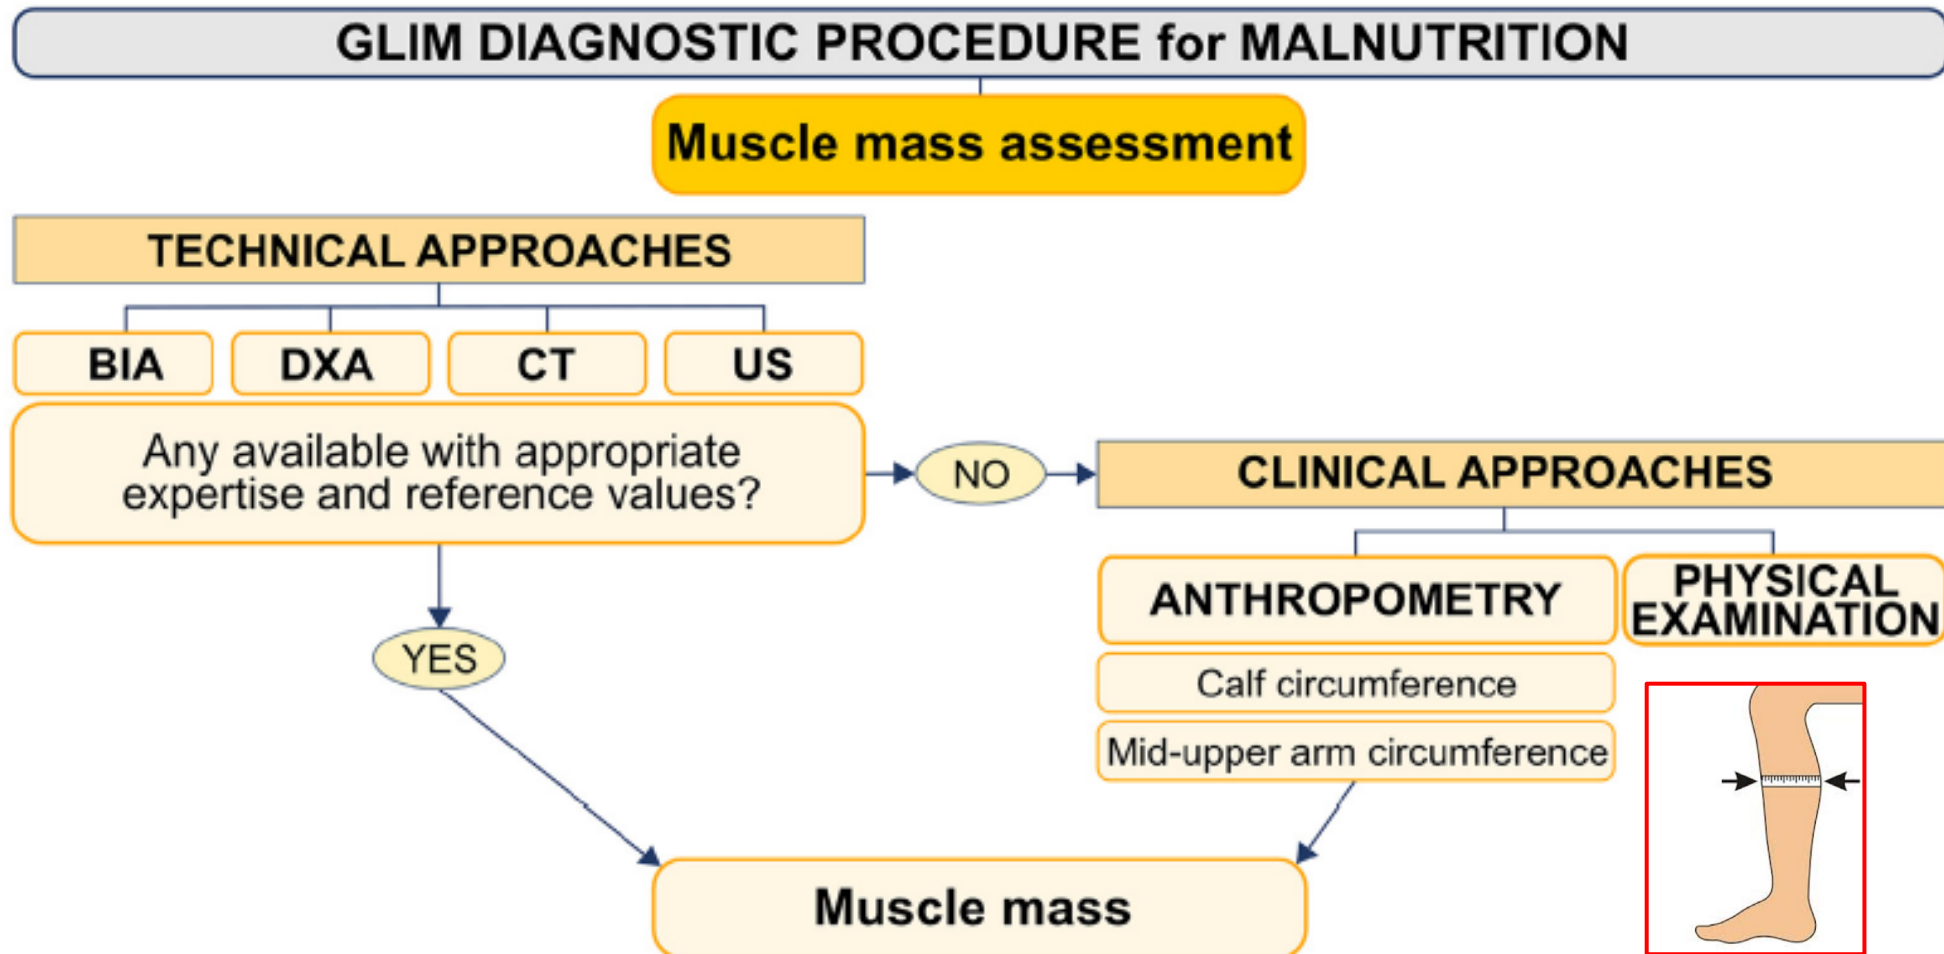 GLIM DIAGNOSTIC PROCEDURE for MALNUTRITION
Muscle mass assessment
TECHNICAL APPROACHES
BIA
DXA
CT
US
Any available with appropriate
expertise and reference values?
NO
CLINICAL APPROACHES
ANTHROPOMETRY
PHYSICAL
EXAMINATION
YES
Calf circumference
Mid-upper arm circumference
Muscle mass